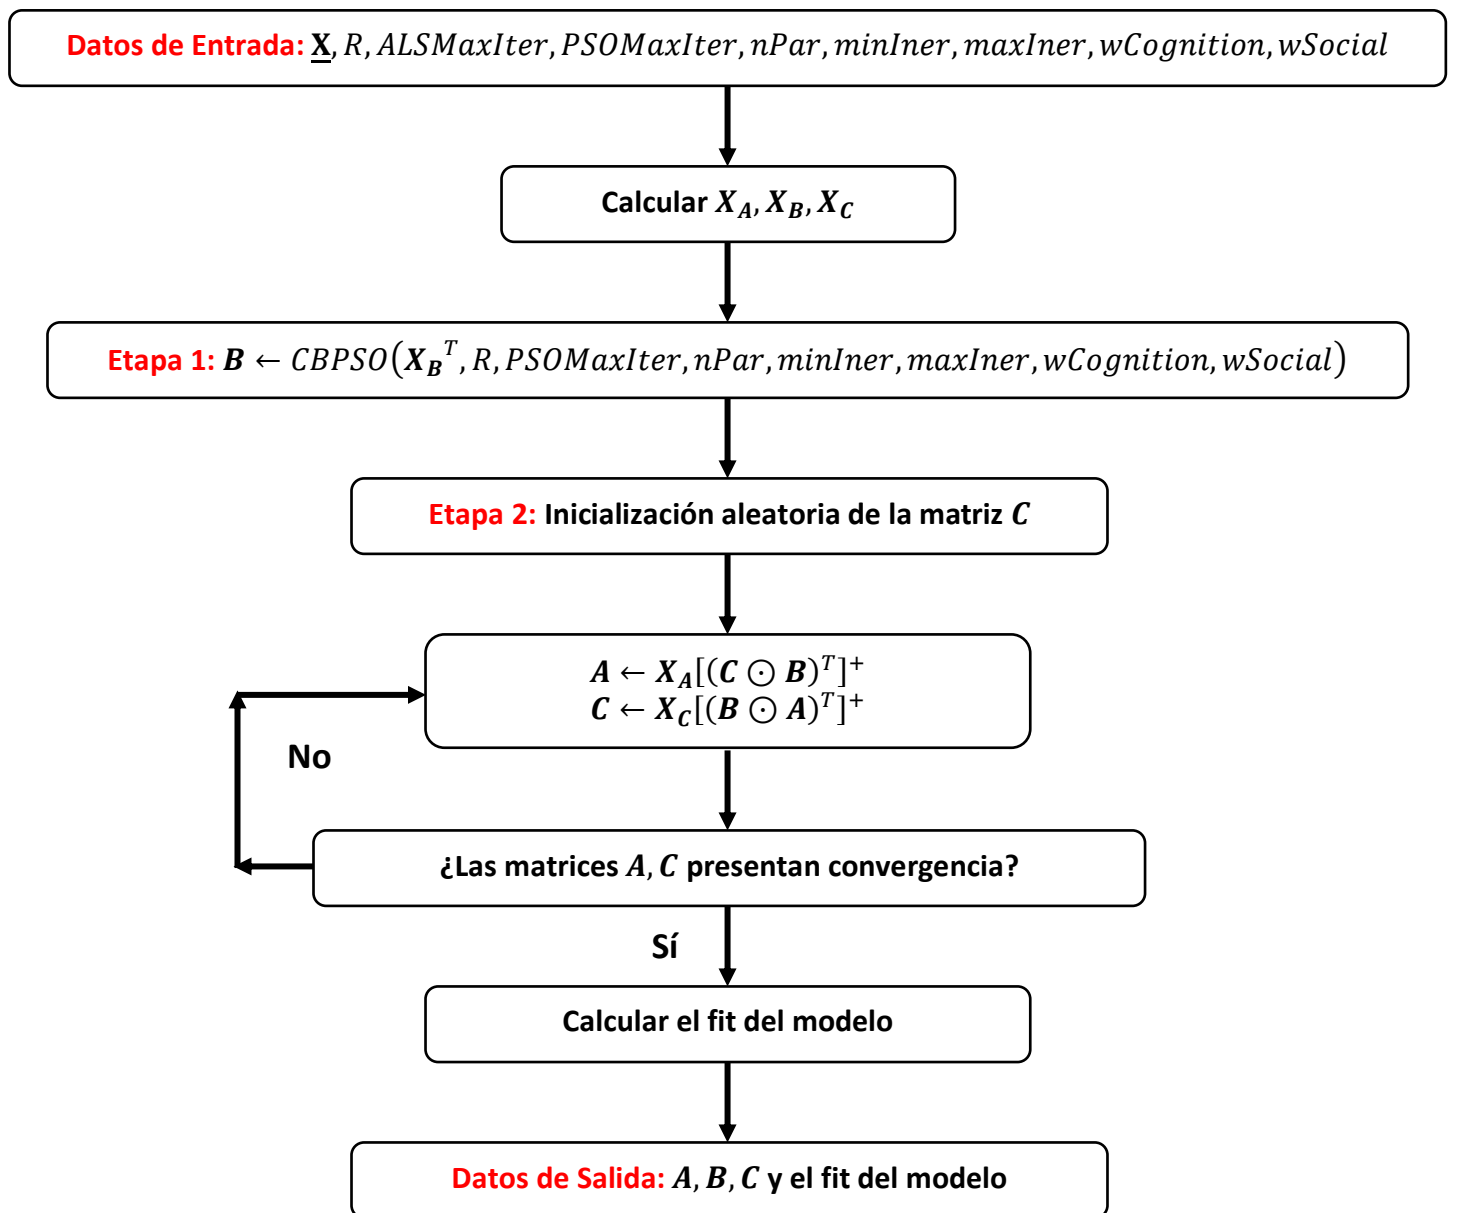 Datos de Entrada: X, R, ALSMaxIter, PSOMaxIter, nPar, minIner, maxIner, wCognition, wSocial
Calcular X_A, X_B, X_C
Etapa 1: B ← CBPSO(X_B^T, R, PSOMaxIter, nPar, minIner, maxIner, wCognition, wSocial)
Etapa 2: Inicialización aleatoria de la matriz C
A ← X_A[(C ⊙ B)^T]^+
C ← X_C[(B ⊙ A)^T]^+
No
¿Las matrices A, C presentan convergencia?
Sí
Calcular el fit del modelo
Datos de Salida: A, B, C y el fit del modelo